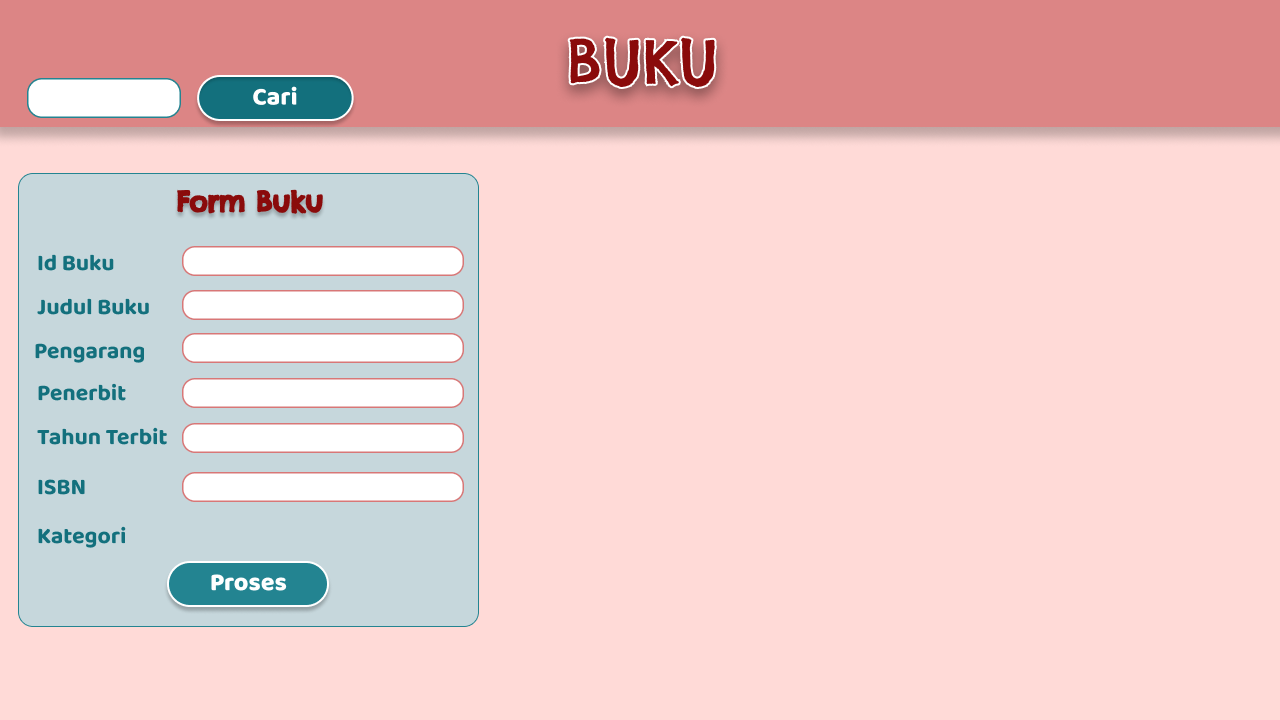 BUKU
Cari
Form Buku
Id Buku
Judul Buku
Pengarang
Penerbit
Tahun Terbit
ISBN
Kategori
Proses